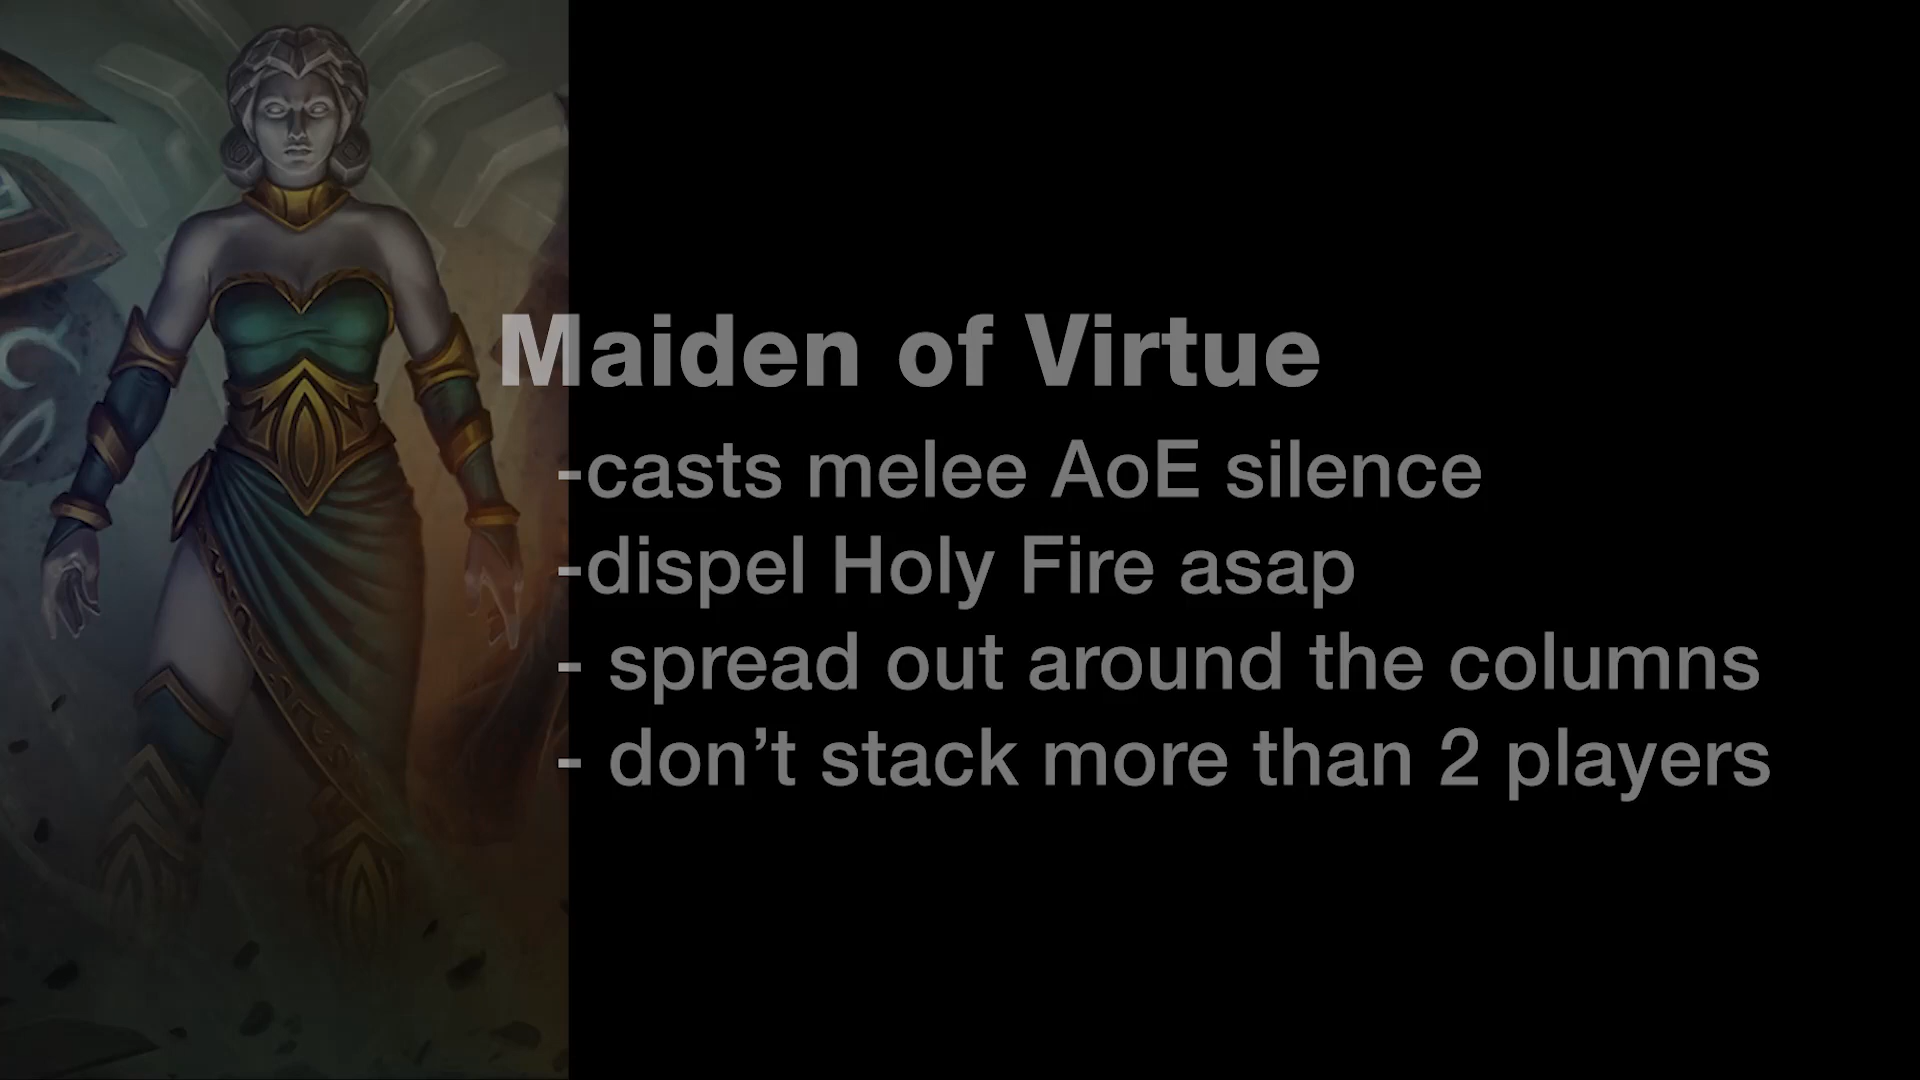 Maiden of Virtue
-casts melee AoE silence
-dispel Holy Fire asap
- spread out around the columns
- don’t stack more than 2 players